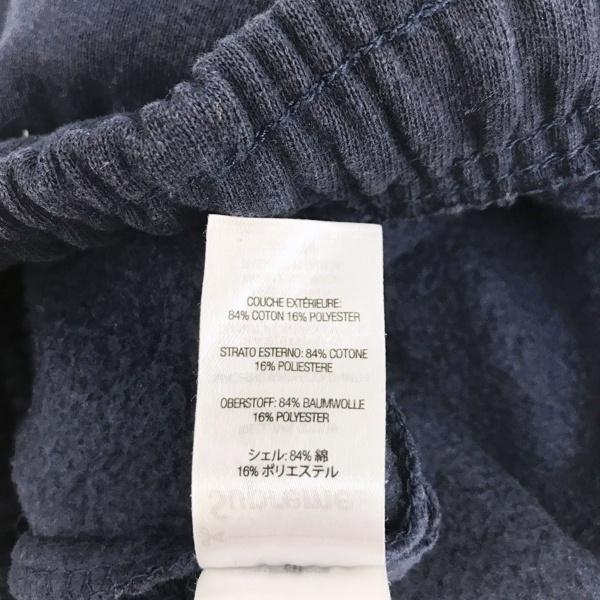 COUCHE EXTÉRIEURE:
84% COTON 16% POLYESTER
STRATO ESTERNO: 84% COTONE
16% POLIESTERE
OBERSTOFF: 84% BAUMWOLLE
16% POLYESTER
シェル: 84% 綿
16% ポリエステル
Supreme